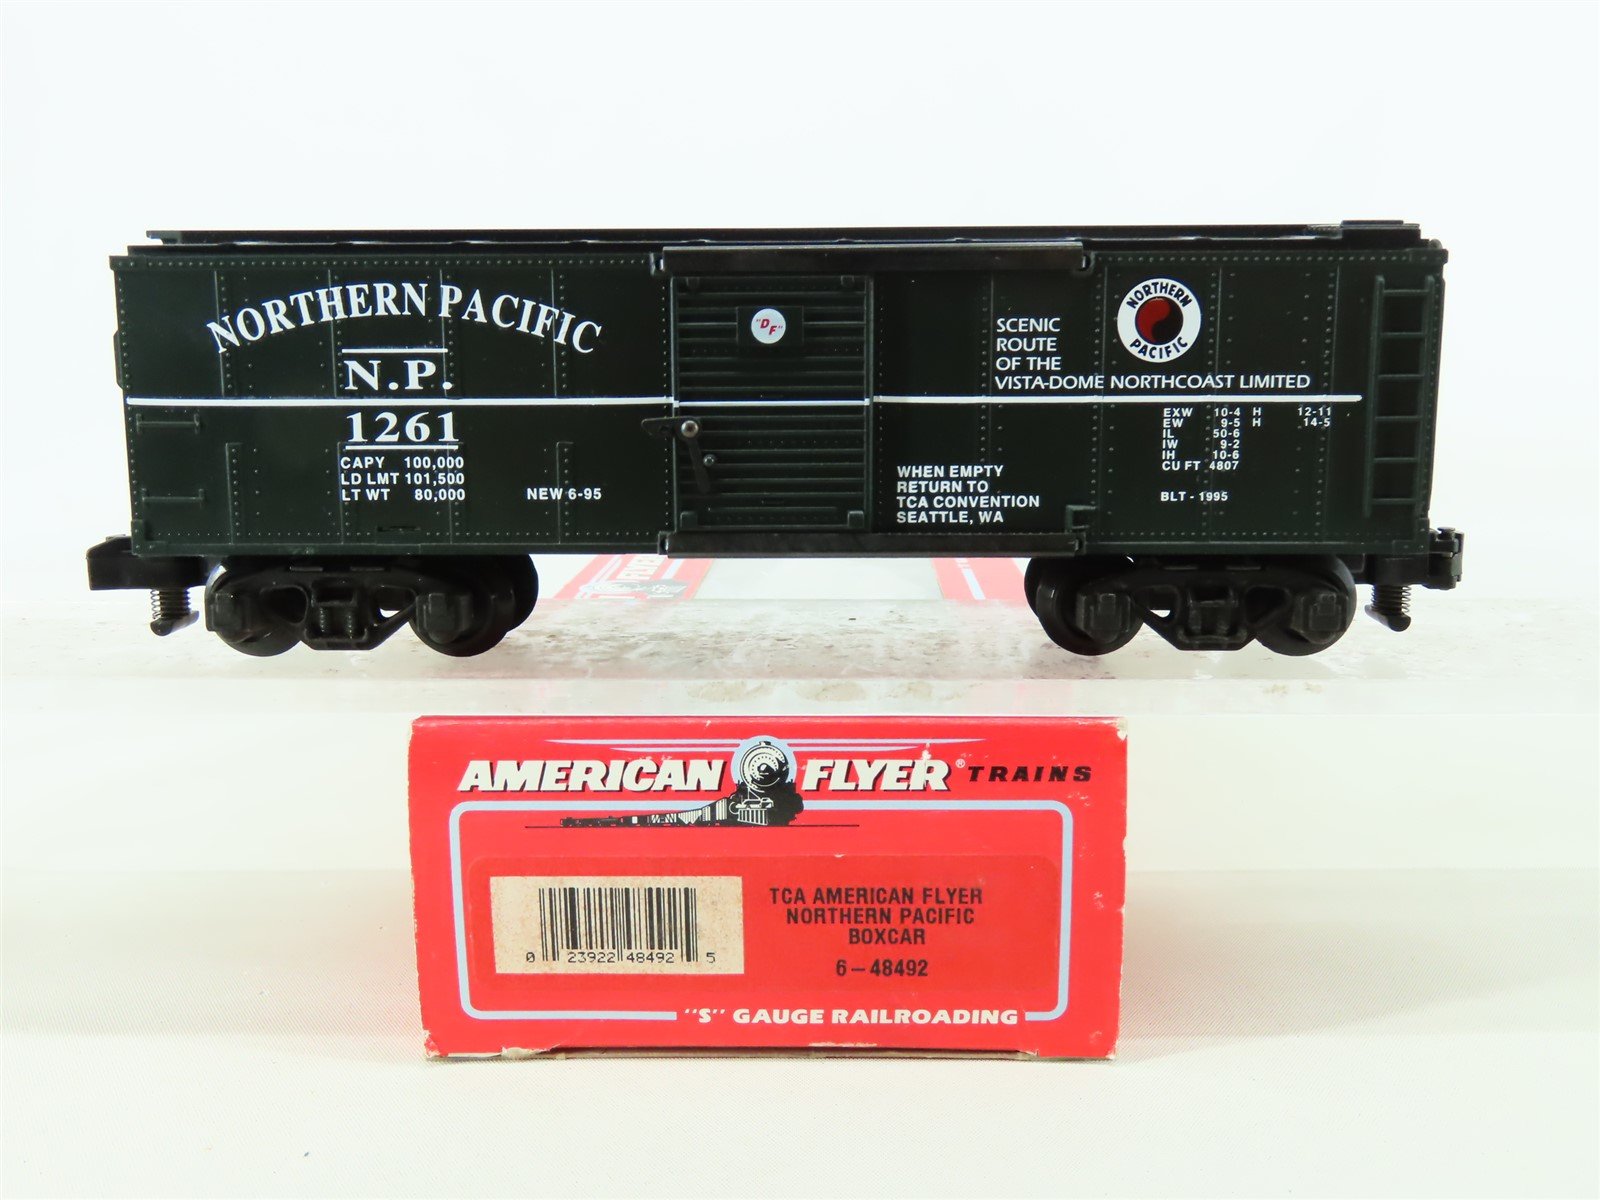 NORTHERN PACIFIC
N.P.
1261
CAPY 100,000
LD LMT 101,500
LT WT 80,000
NEW 6-95
"DF"
SCENIC
ROUTE
OF THE
VISTA-DOME NORTHCOAST LIMITED
NORTHERN
PACIFIC
EXW 10-4 H 12-11
EW 9-5 H 14-5
IL 50-6
IW 9-2
IH 10-6
CU FT 4807
BLT - 1995
WHEN EMPTY
RETURN TO
TCA CONVENTION
SEATTLE, WA
AMERICAN FLYER® TRAINS
0 23922 48492 5
TCA AMERICAN FLYER
NORTHERN PACIFIC
BOXCAR
6-48492
"S" GAUGE RAILROADING